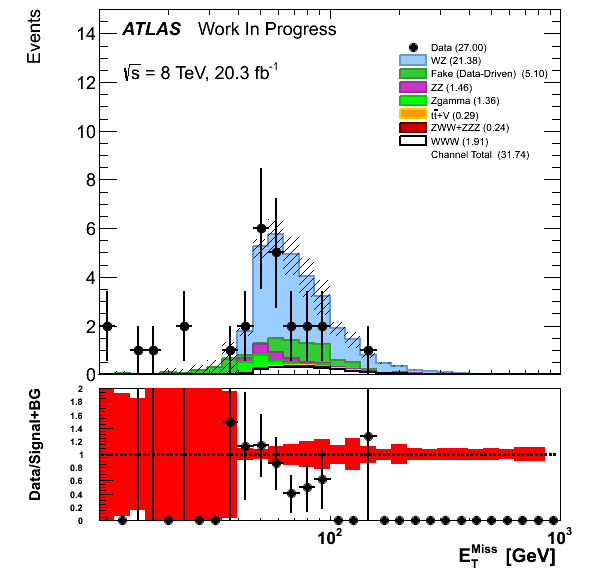 Events
14
12
10
8
6
4
2
0
ATLAS Work In Progress
√s = 8 TeV, 20.3 fb-1
Data (27.00)
WZ (21.38)
Fake (Data-Driven) (5.10)
ZZ (1.46)
Zgamma (1.36)
tt̄+V (0.29)
ZWW+ZZZ (0.24)
WWW (1.91)
Channel Total (31.74)
Data/Signal+BG
2
1.8
1.6
1.4
1.2
1
0.8
0.6
0.4
0.2
0
10²
10³
E_T^Miss [GeV]